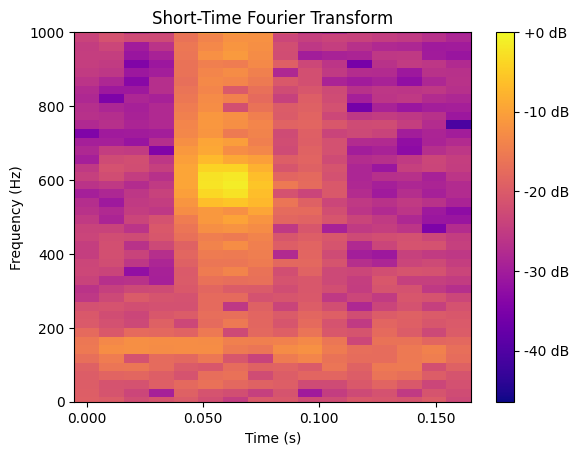 Short-Time Fourier Transform
1000
800
600
400
200
0
Frequency (Hz)
0.000
0.050
0.100
0.150
Time (s)
+0 dB
-10 dB
-20 dB
-30 dB
-40 dB